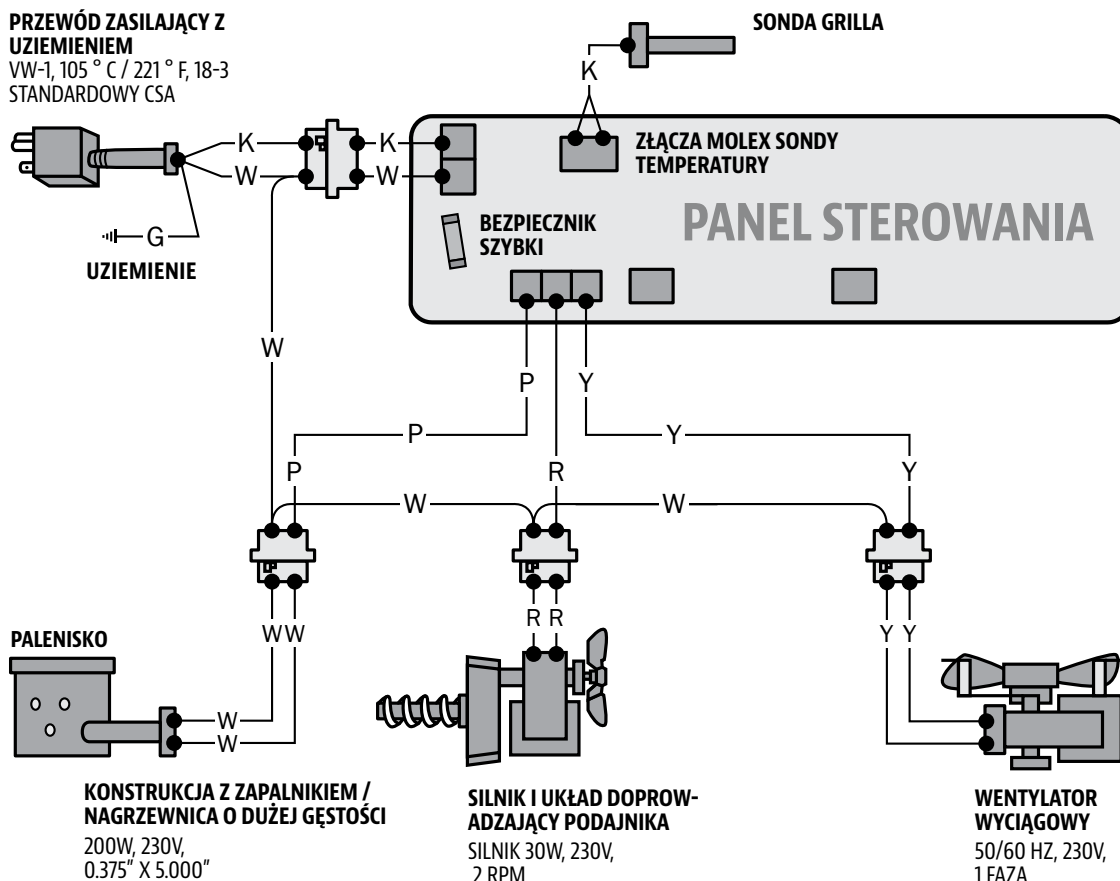 PRZEWÓD ZASILAJĄCY Z
UZIEMIENIEM
VW-1, 105 ° C / 221 ° F, 18-3
STANDARDOWY CSA
SONDA GRILLA
K
K
K
W
W
ZŁĄCZA MOLEX SONDY
TEMPERATURY
PANEL STEROWANIA
BEZPIECZNIK
SZYBKI
G
UZIEMIENIE
W
P
Y
P
Y
P
R
Y
W
W
W
W
R
R
Y
Y
PALENISKO
W
W
KONSTRUKCJA Z ZAPALNIKIEM /
NAGRZEWNICA O DUŻEJ GĘSTOŚCI
200W, 230V,
0.375” X 5.000”
SILNIK I UKŁAD DOPROW-
ADZAJĄCY PODAJNIKA
SILNIK 30W, 230V,
2 RPM
WENTYLATOR
WYCIĄGOWY
50/60 HZ, 230V,
1 FAZA